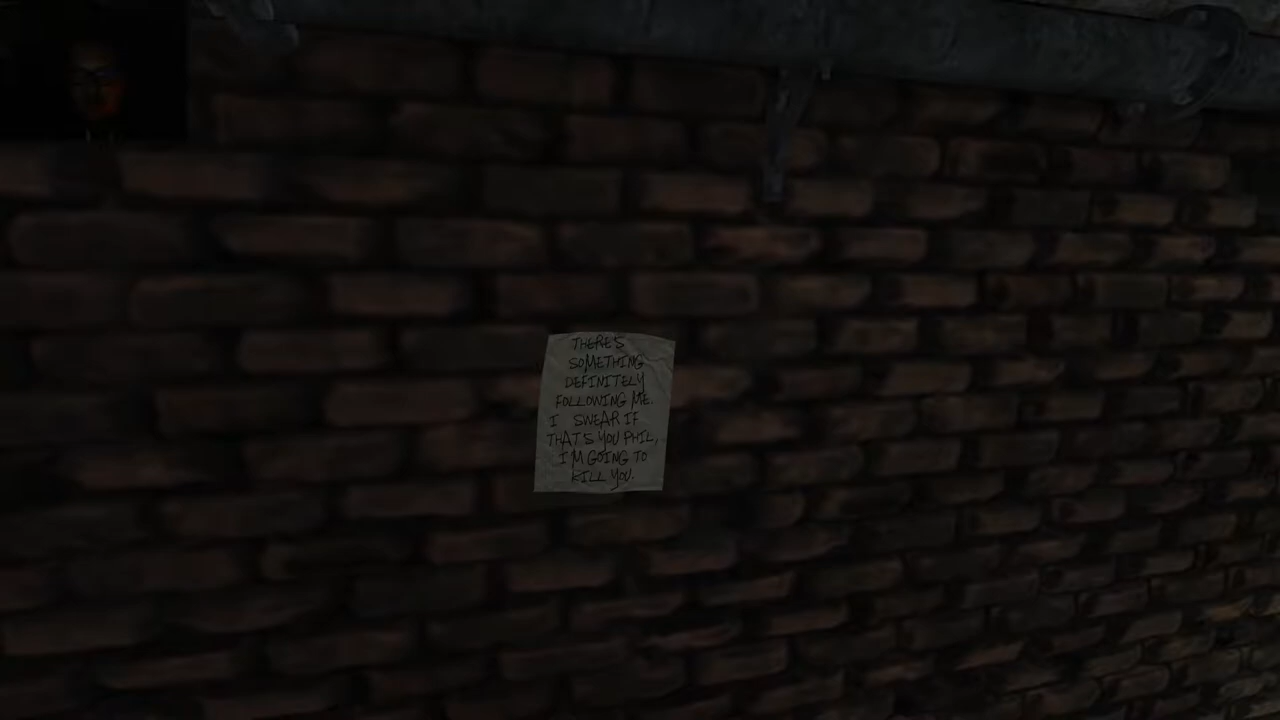 THERE'S
SOMETHING
DEFINITELY
FOLLOWING ME.
I SWEAR IF
THAT'S YOU PHIL,
I'M GOING TO
KILL YOU.